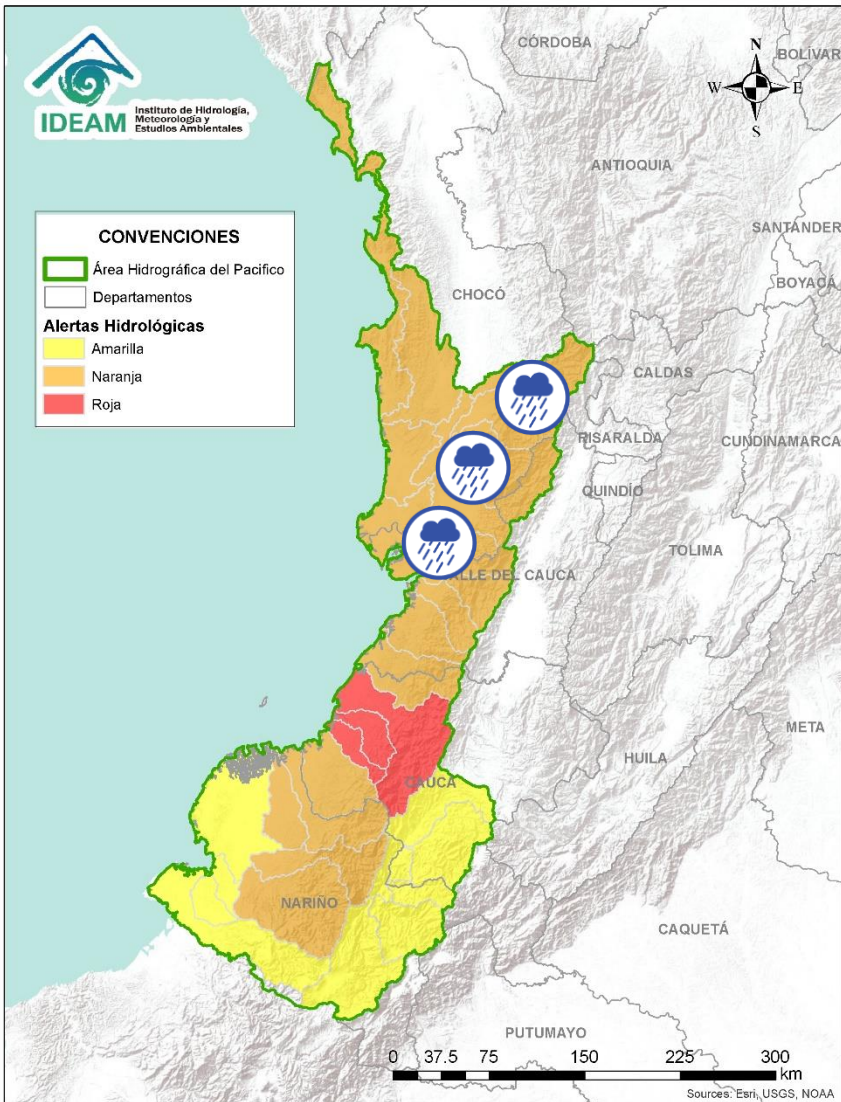 IDEAM
Instituto de Hidrología,
Meteorología y
Estudios Ambientales
CÓRDOBA
BOLÍVAR
N
W
E
S
ANTIOQUIA
SANTANDER
BOYACÁ
CONVENCIONES
Área Hidrográfica del Pacifico
Departamentos
Alertas Hidrológicas
Amarilla
Naranja
Roja
CHOCÓ
CALDAS
RISARALDA
CUNDINAMARCA
QUINDÍO
TOLIMA
ALLE DEL CAUCA
META
HUILA
CAUCA
NARIÑO
CAQUETÁ
PUTUMAYO
0 37.5 75 150 225 300
km
Sources: Esri, USGS, NOAA